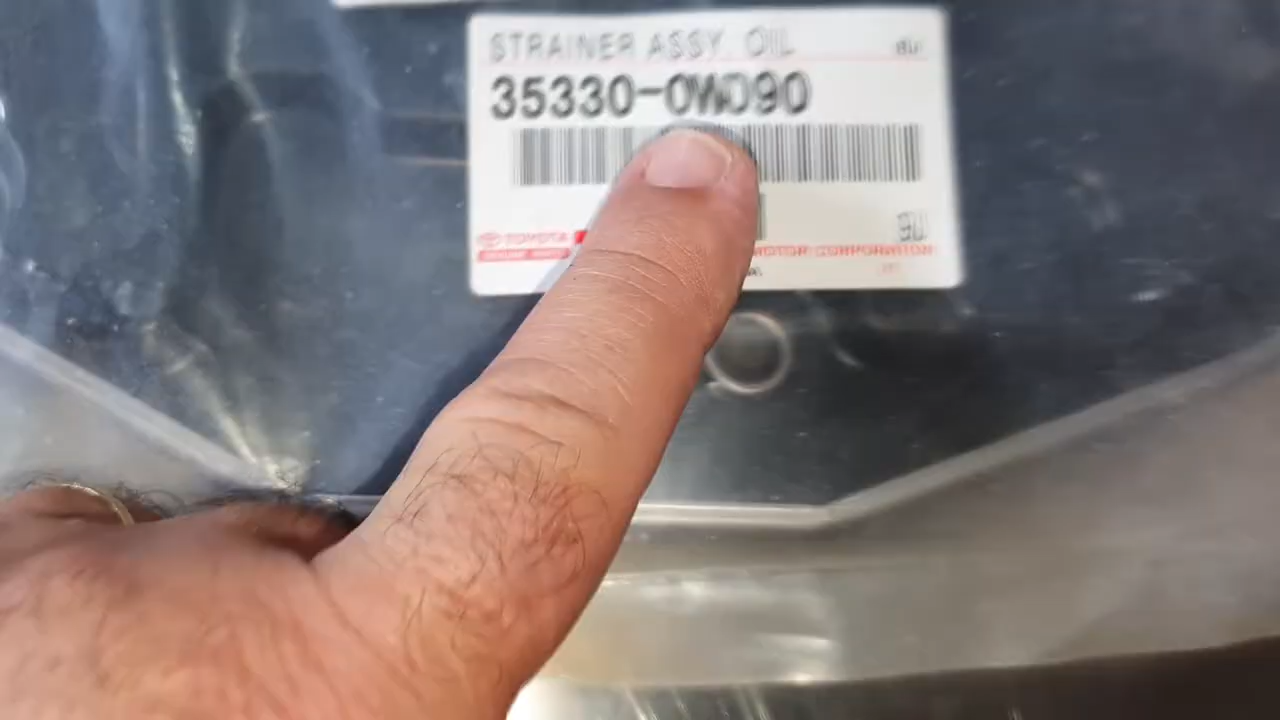 STRAINER ASSY, OIL
35330-0W090
TOYOTA
MOTOR CORPORATION